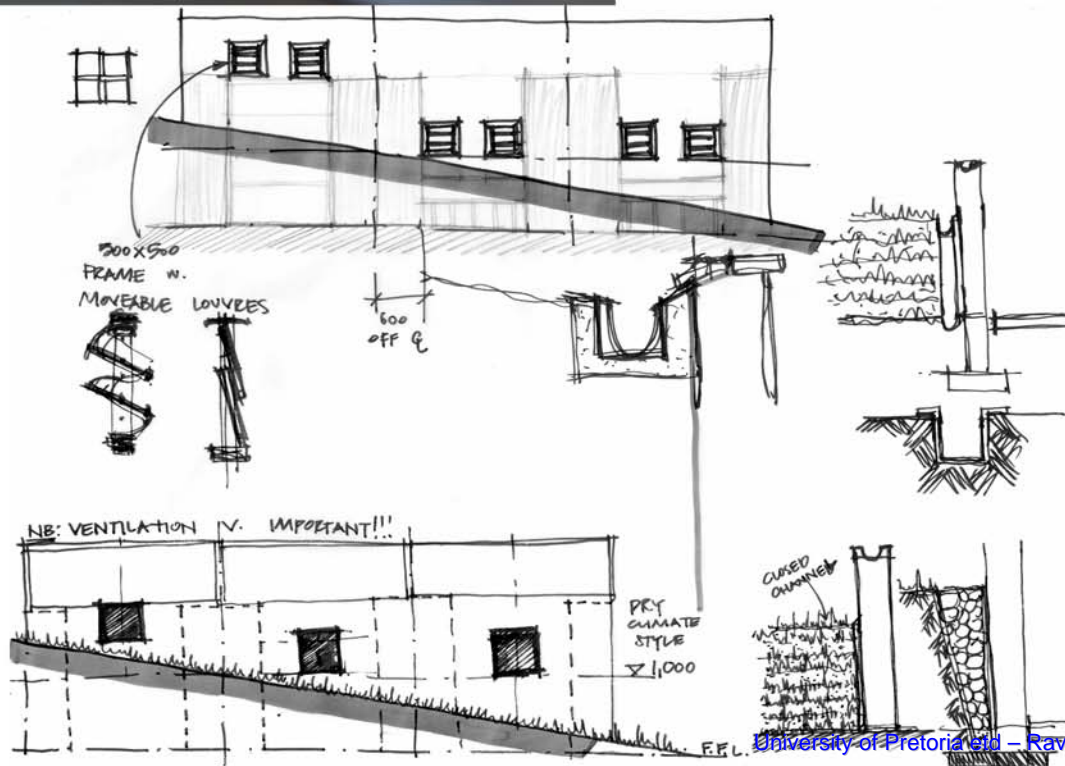 500x500
FRAME W.
MOVEABLE LOUVRES
600
OFF ℄
NB: VENTILATION V. IMPORTANT!!!
DRY
CLIMATE
STYLE
1,000
F.F.L.
CLOSED
CHANNEL
University of Pretoria etd – Rav